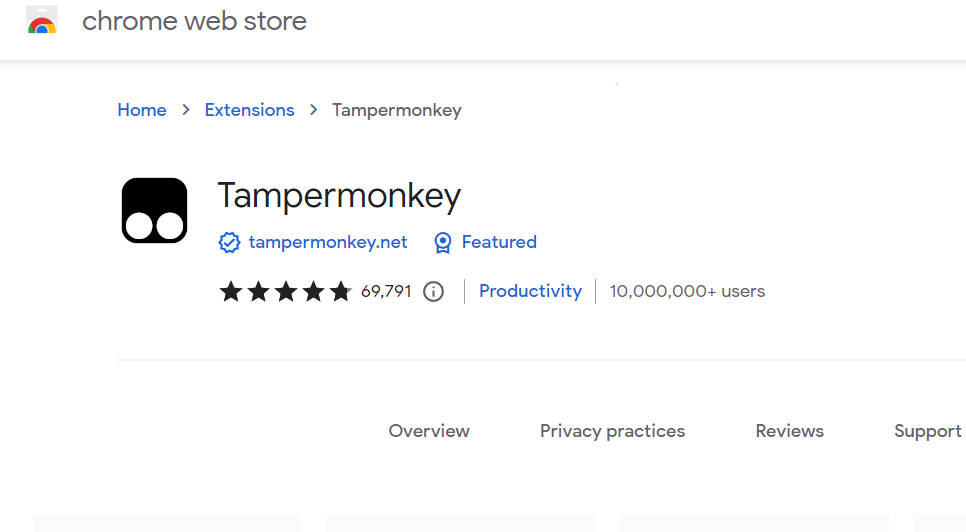 chrome web store
Home > Extensions > Tampermonkey
Tampermonkey
tampermonkey.net Featured
69,791 Productivity 10,000,000+ users
Overview Privacy practices Reviews Support